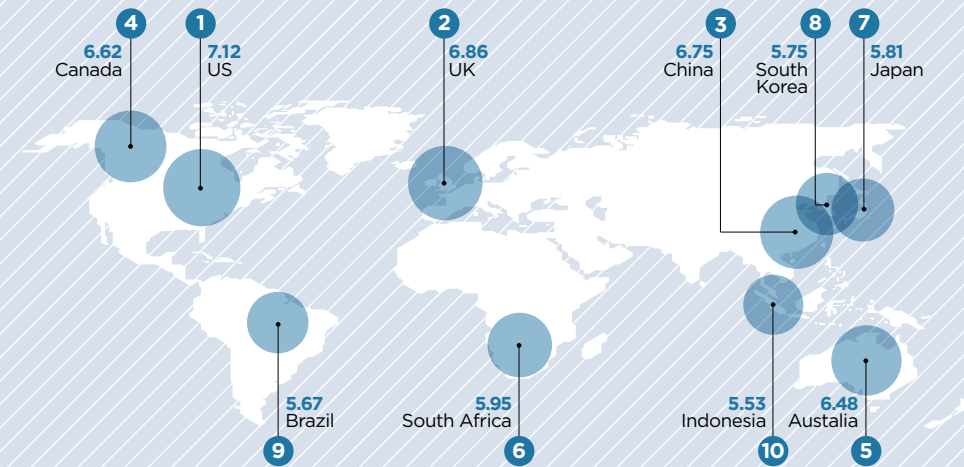 4
6.62
Canada
1
7.12
US
2
6.86
UK
3
6.75
China
8
5.75
South
Korea
7
5.81
Japan
5.67
Brazil
9
5.95
South Africa
6
5.53
Indonesia
10
6.48
Austalia
5